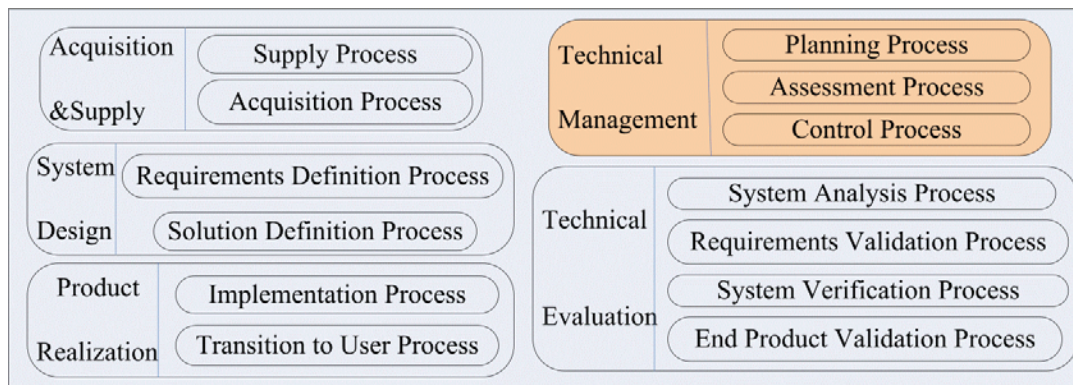 Acquisition
&Supply
Supply Process
Acquisition Process
System
Design
Requirements Definition Process
Solution Definition Process
Product
Realization
Implementation Process
Transition to User Process
Technical
Management
Planning Process
Assessment Process
Control Process
Technical
Evaluation
System Analysis Process
Requirements Validation Process
System Verification Process
End Product Validation Process